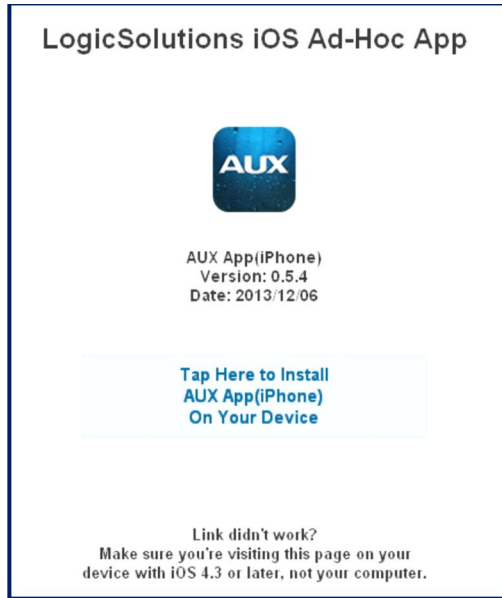 LogicSolutions iOS Ad-Hoc App
AUX
AUX App(iPhone)
Version: 0.5.4
Date: 2013/12/06
Tap Here to Install
AUX App(iPhone)
On Your Device
Link didn't work?
Make sure you're visiting this page on your
device with iOS 4.3 or later, not your computer.